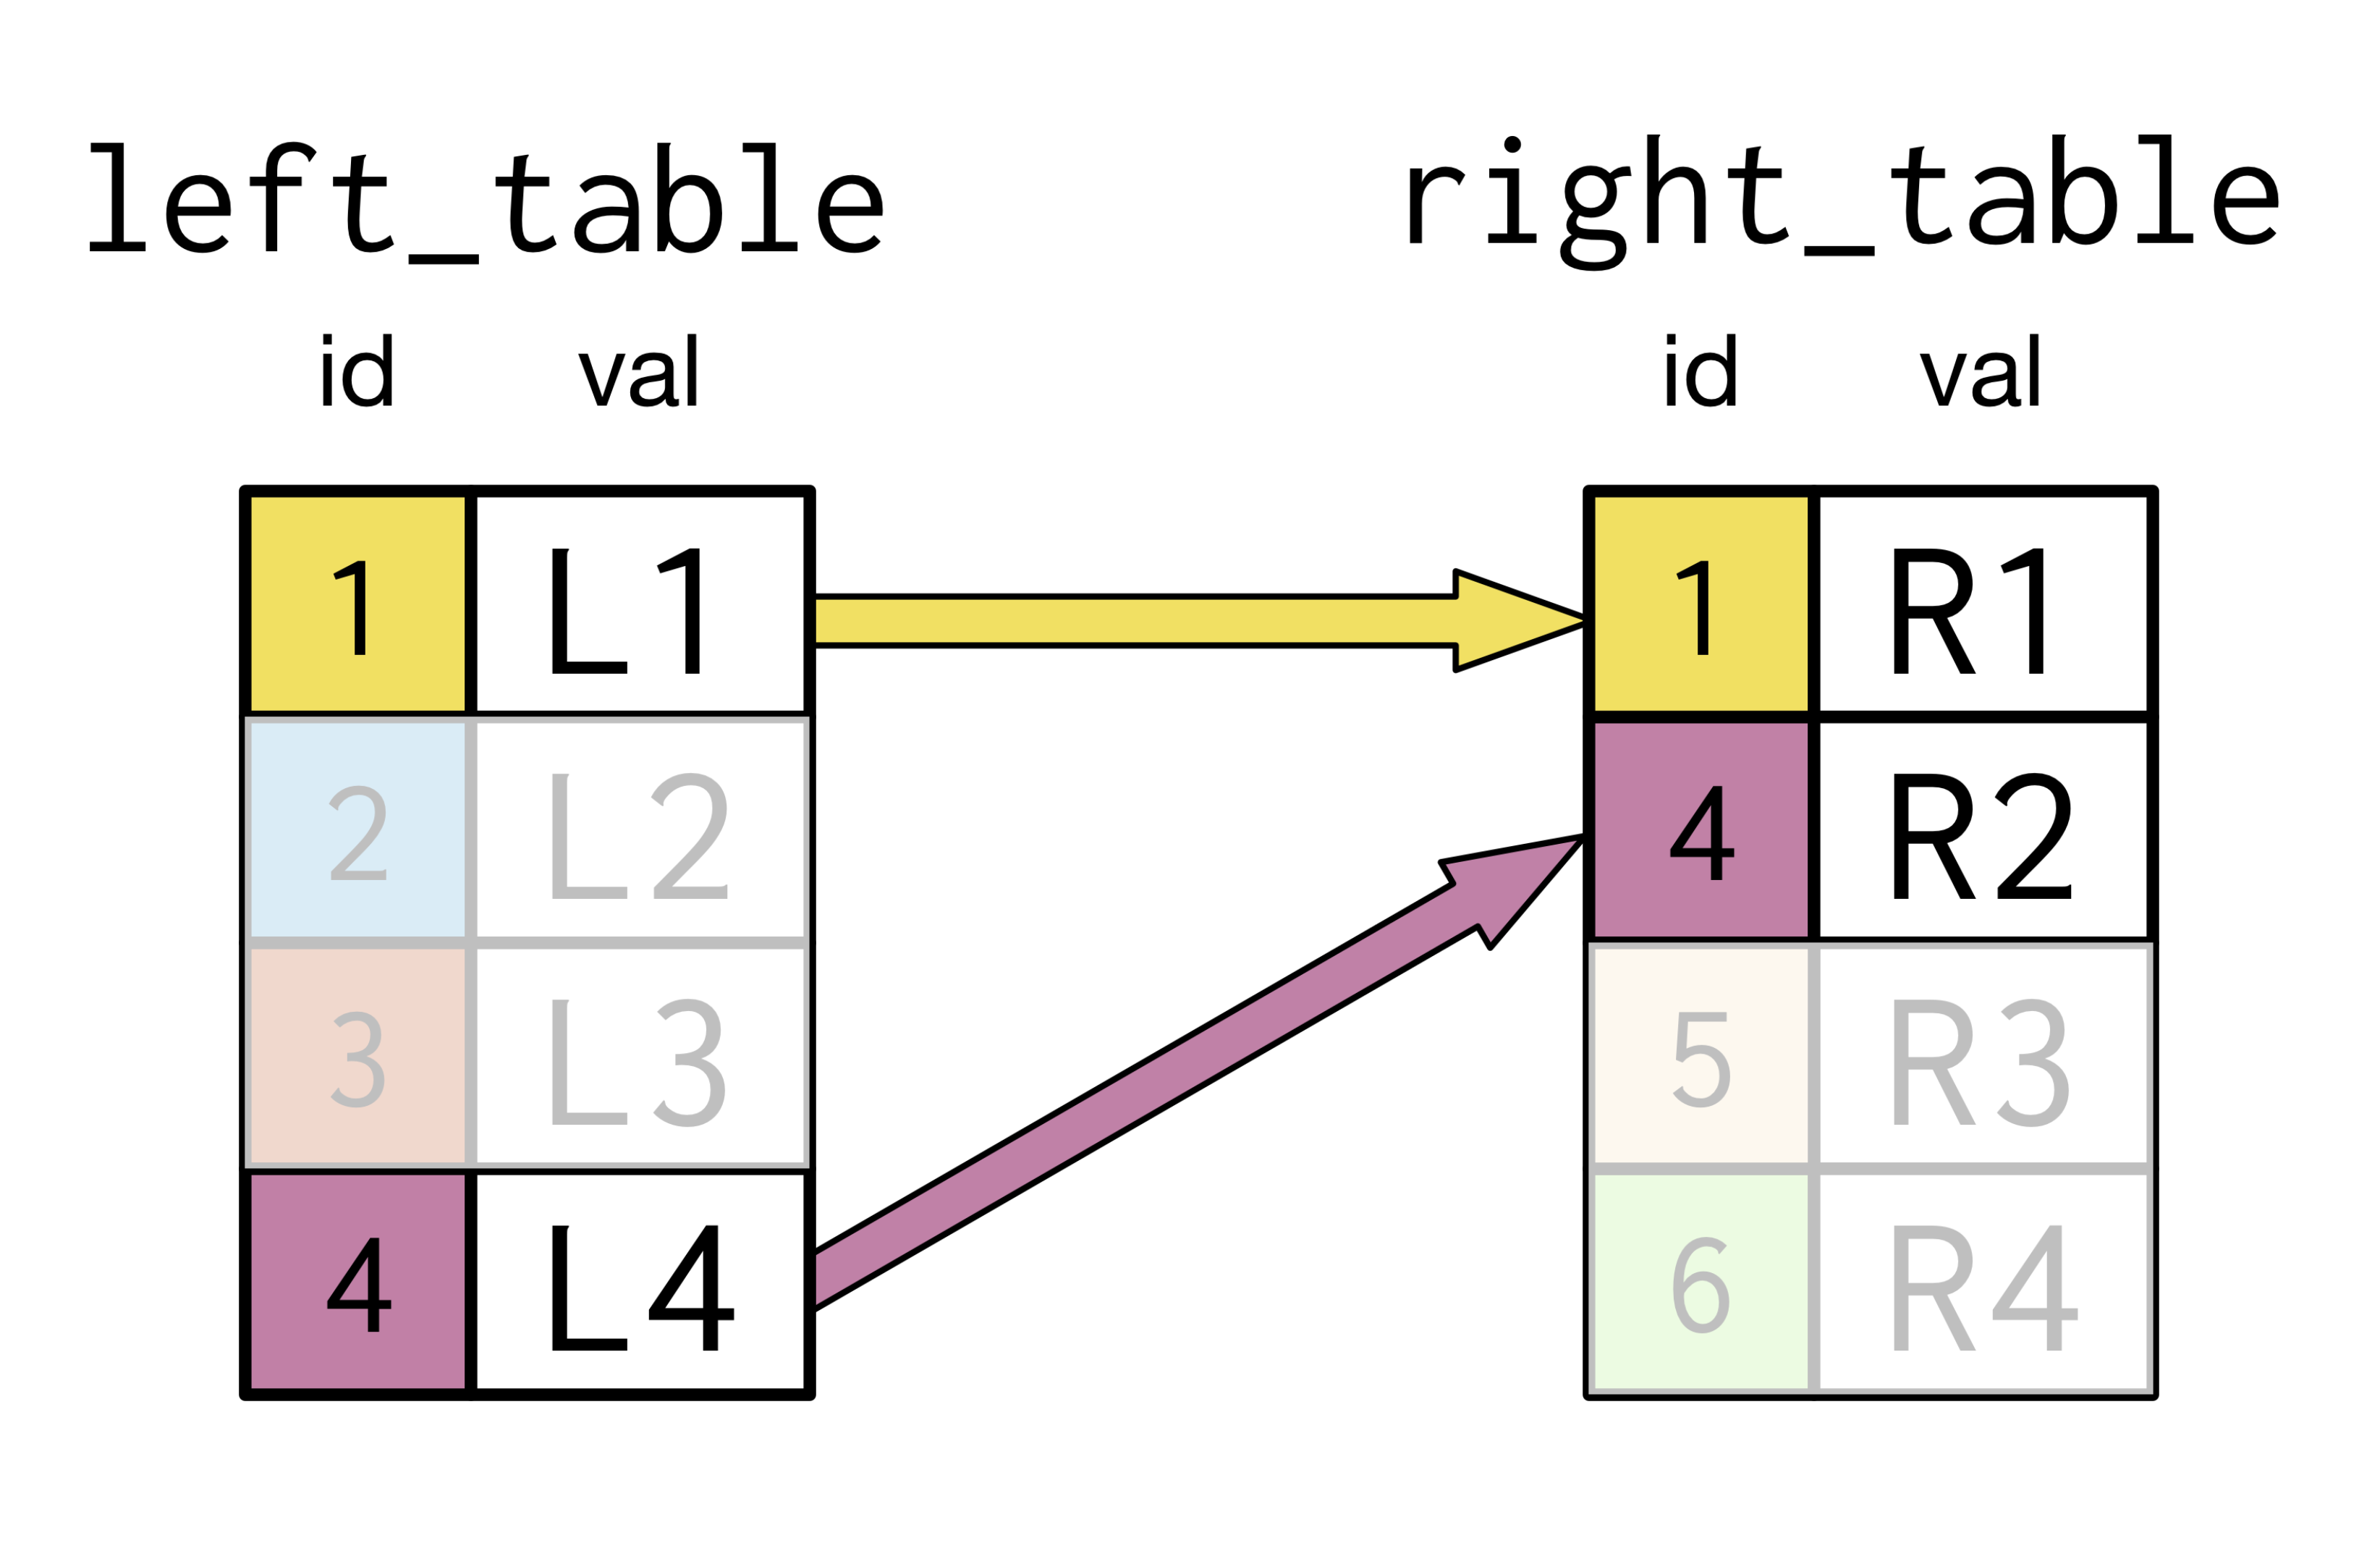 left_table right_table
id val id val
1 L1 1 R1
2 L2 4 R2
3 L3 5 R3
4 L4 6 R4